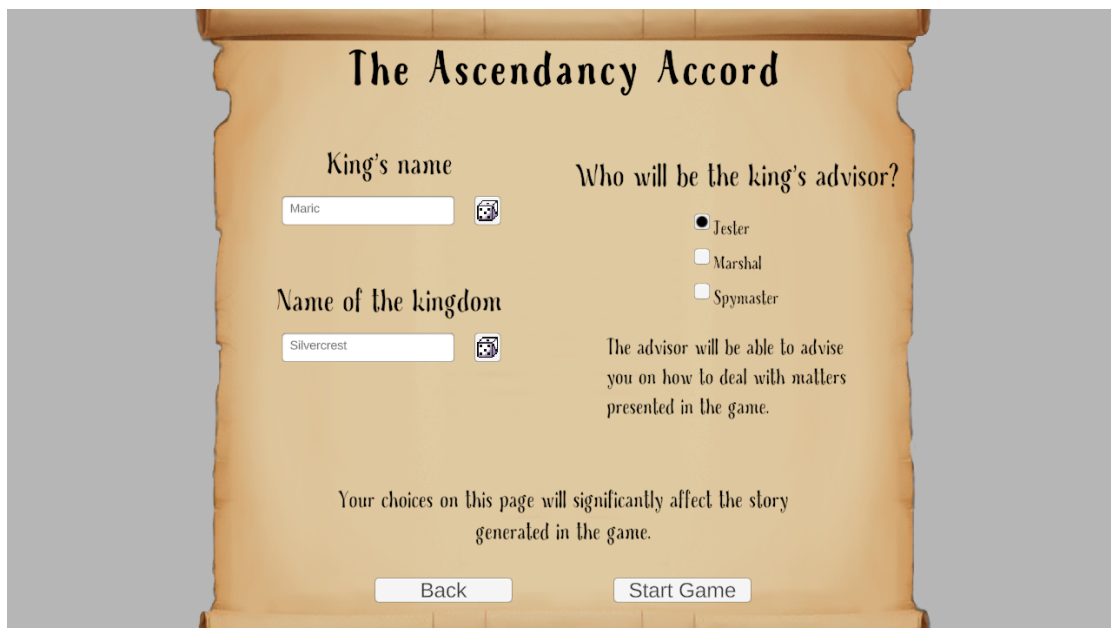 The Ascendancy Accord
King's name
Maric
Name of the kingdom
Silvercrest
Who will be the king's advisor?
Jester
Marshal
Spymaster
The advisor will be able to advise
you on how to deal with matters
presented in the game.
Your choices on this page will significantly affect the story
generated in the game.
Back
Start Game